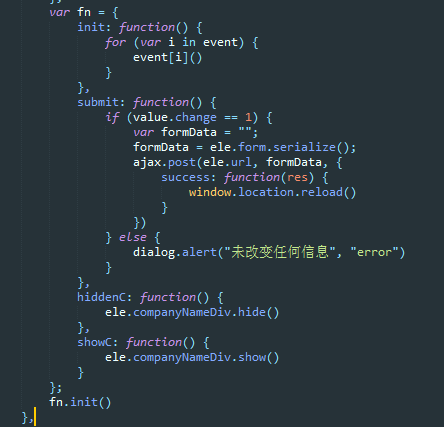 },
var fn = {
init: function() {
for (var i in event) {
event[i]()
}
},
submit: function() {
if (value.change == 1) {
var formData = "";
formData = ele.form.serialize();
ajax.post(ele.url, formData, {
success: function(res) {
window.location.reload()
}
})
} else {
dialog.alert("未改变任何信息", "error")
}
},
hiddenC: function() {
ele.companyNameDiv.hide()
},
showC: function() {
ele.companyNameDiv.show()
}
};
fn.init()
},